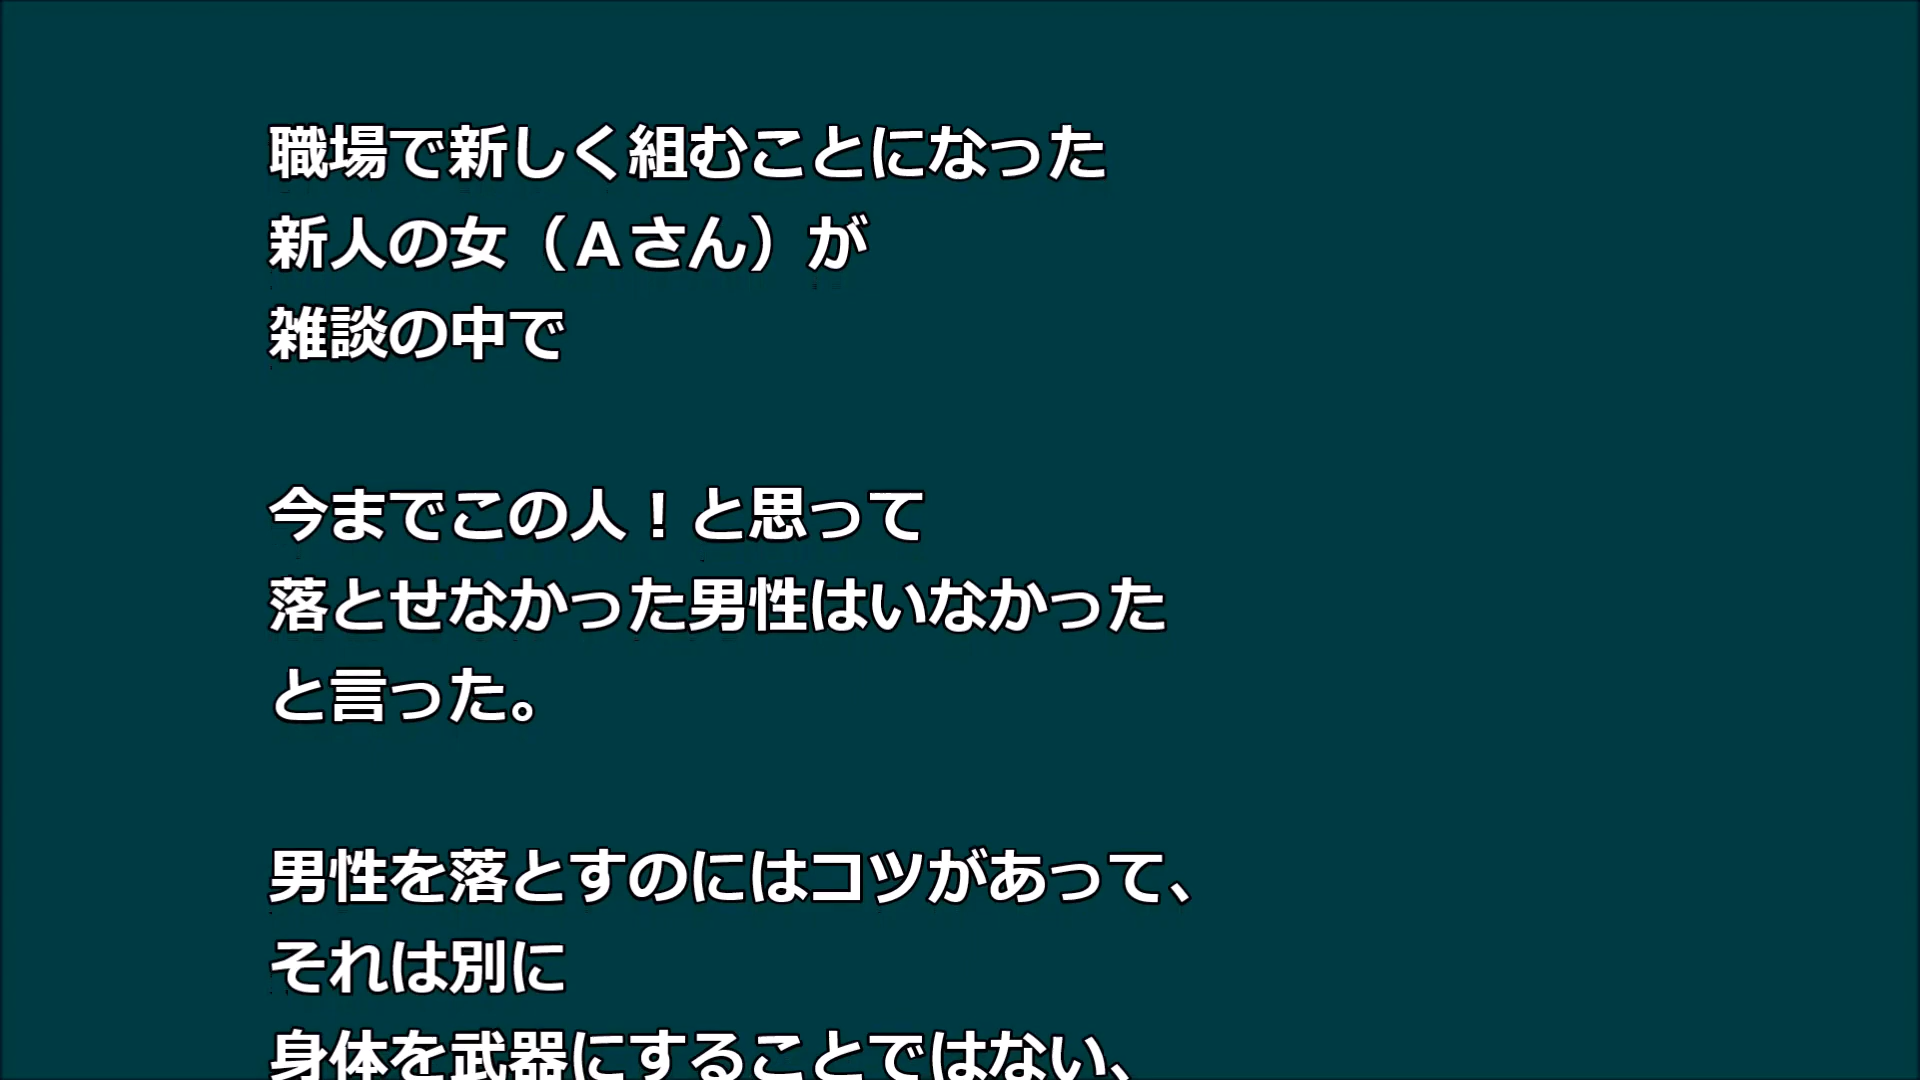 職場で新しく組むことになった
新人の女（Ａさん）が
雑談の中で
今までこの人！と思って
落とせなかった男性はいなかった
と言った。
男性を落とすのにはコツがあって、
それは別に
身体を武器にすることではない、